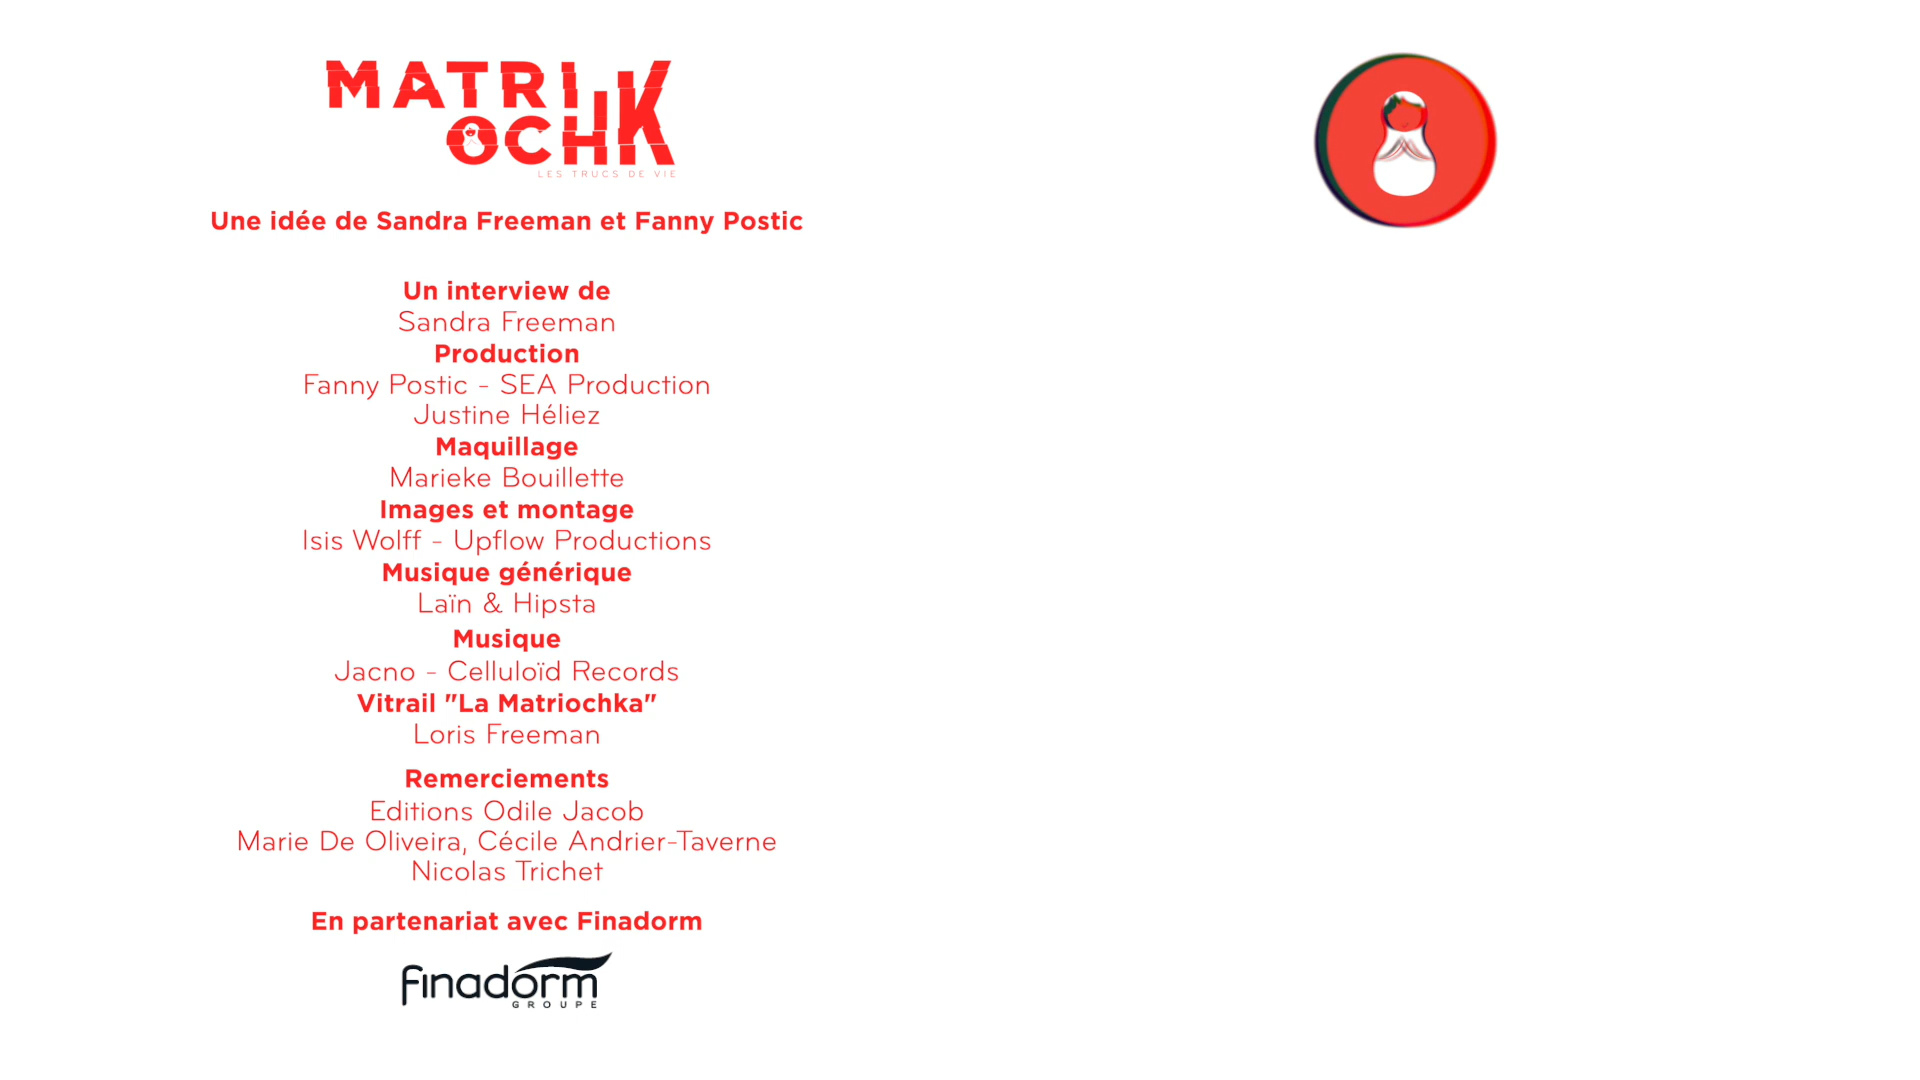 MATRI
OCHK
LES TRUCS DE VIE
Une idée de Sandra Freeman et Fanny Postic
Un interview de
Sandra Freeman
Production
Fanny Postic - SEA Production
Justine Héliez
Maquillage
Marieke Bouillette
Images et montage
Isis Wolff - Upflow Productions
Musique générique
Laïn & Hipsta
Musique
Jacno - Celluloïd Records
Vitrail "La Matriochka"
Loris Freeman
Remerciements
Editions Odile Jacob
Marie De Oliveira, Cécile Andrier-Taverne
Nicolas Trichet
En partenariat avec Finadorm
Finadorm
GROUPE